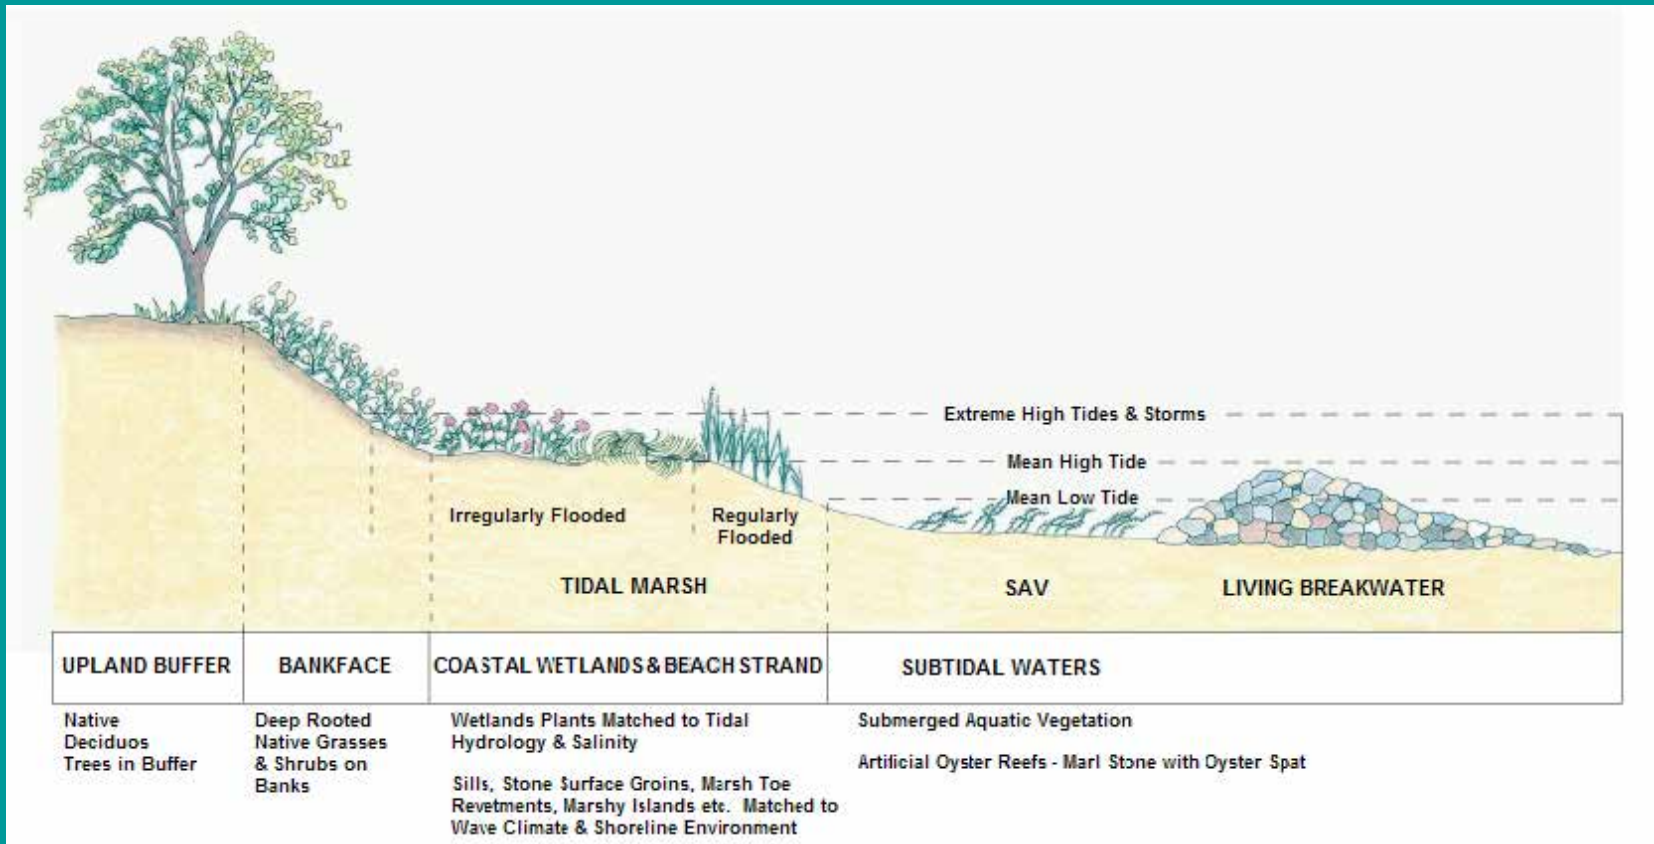 Extreme High Tides & Storms
Mean High Tide
Mean Low Tide
Irregularly Flooded
Regularly
Flooded
TIDAL MARSH
SAV
LIVING BREAKWATER
UPLAND BUFFER
BANKFACE
COASTAL WETLANDS & BEACH STRAND
SUBTIDAL WATERS
Native
Deciduos
Trees in Buffer
Deep Rooted
Native Grasses
& Shrubs on
Banks
Wetlands Plants Matched to Tidal
Hydrology & Salinity
Sills, Stone Surface Groins, Marsh Toe
Revetments, Marshy Islands etc. Matched to
Wave Climate & Shoreline Environment
Submerged Aquatic Vegetation
Artificial Oyster Reefs - Marl Stone with Oyster Spat